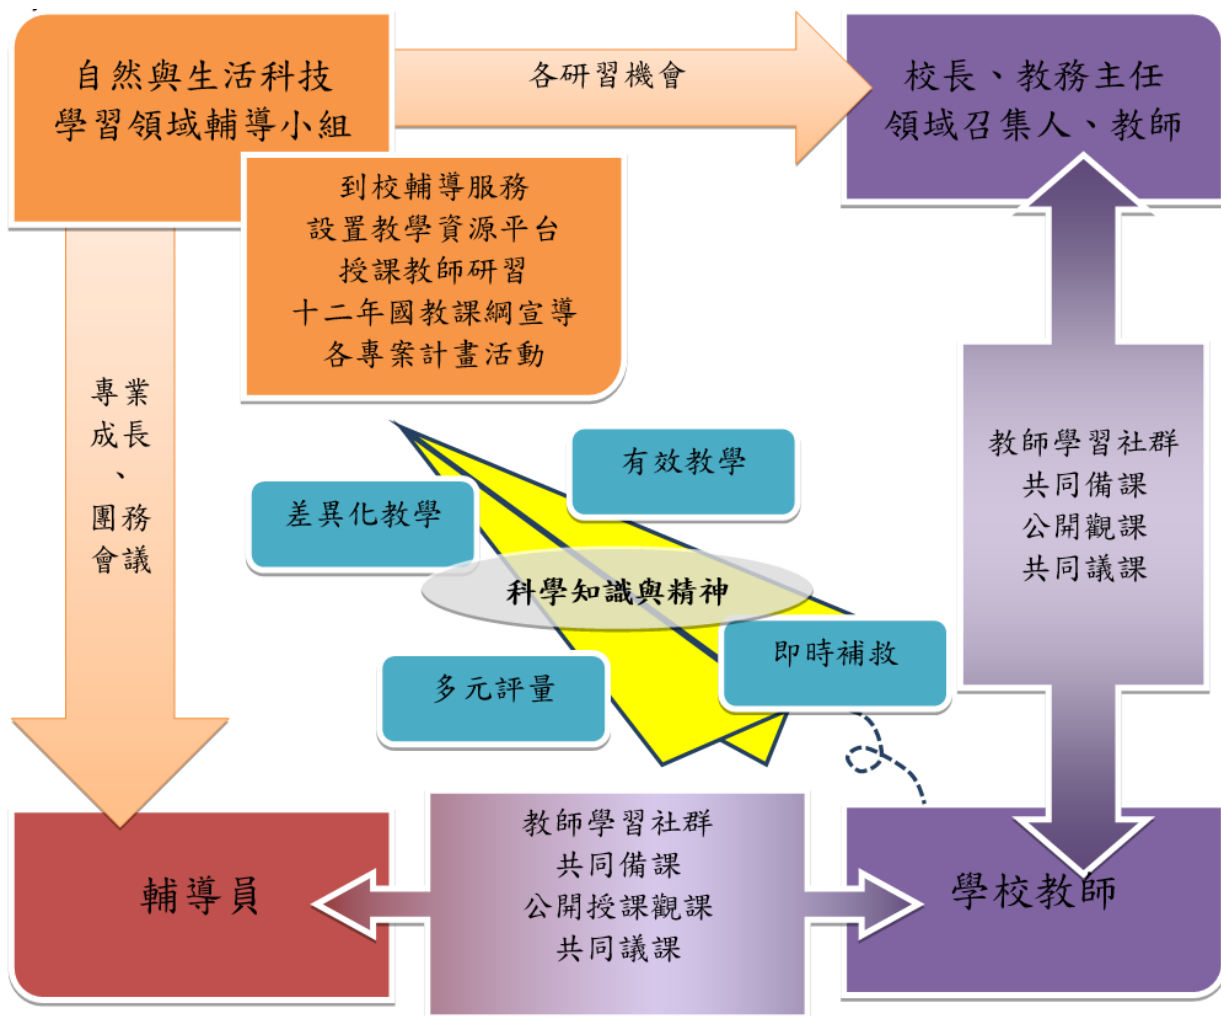 自然與生活科技
學習領域輔導小組
各研習機會
校長、教務主任
領域召集人、教師
到校輔導服務
設置教學資源平台
授課教師研習
十二年國教課綱宣導
各專案計畫活動
專業
成長
、
團務
會議
有效教學
差異化教學
科學知識與精神
即時補救
多元評量
教師學習社群
共同備課
公開觀課
共同議課
輔導員
教師學習社群
共同備課
公開授課觀課
共同議課
學校教師